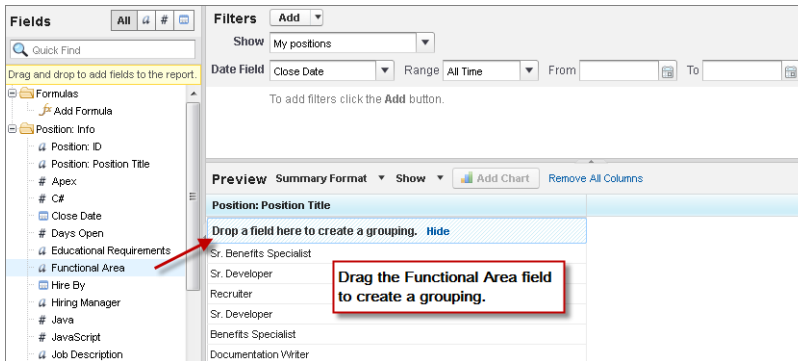 Fields All a #
Quick Find
Drag and drop to add fields to the report.
Formulas
fx Add Formula
Position: Info
a Position: ID
a Position: Position Title
# Apex
# C#
Close Date
# Days Open
a Educational Requirements
a Functional Area
Hire By
a Hiring Manager
# Java
# JavaScript
a Job Description
Filters Add
Show My positions
Date Field Close Date Range All Time From To
To add filters click the Add button.
Preview Summary Format Show Add Chart Remove All Columns
Position: Position Title
Drop a field here to create a grouping. Hide
Sr. Benefits Specialist
Sr. Developer
Recruiter
Sr. Developer
Benefits Specialist
Documentation Writer
Drag the Functional Area field
to create a grouping.